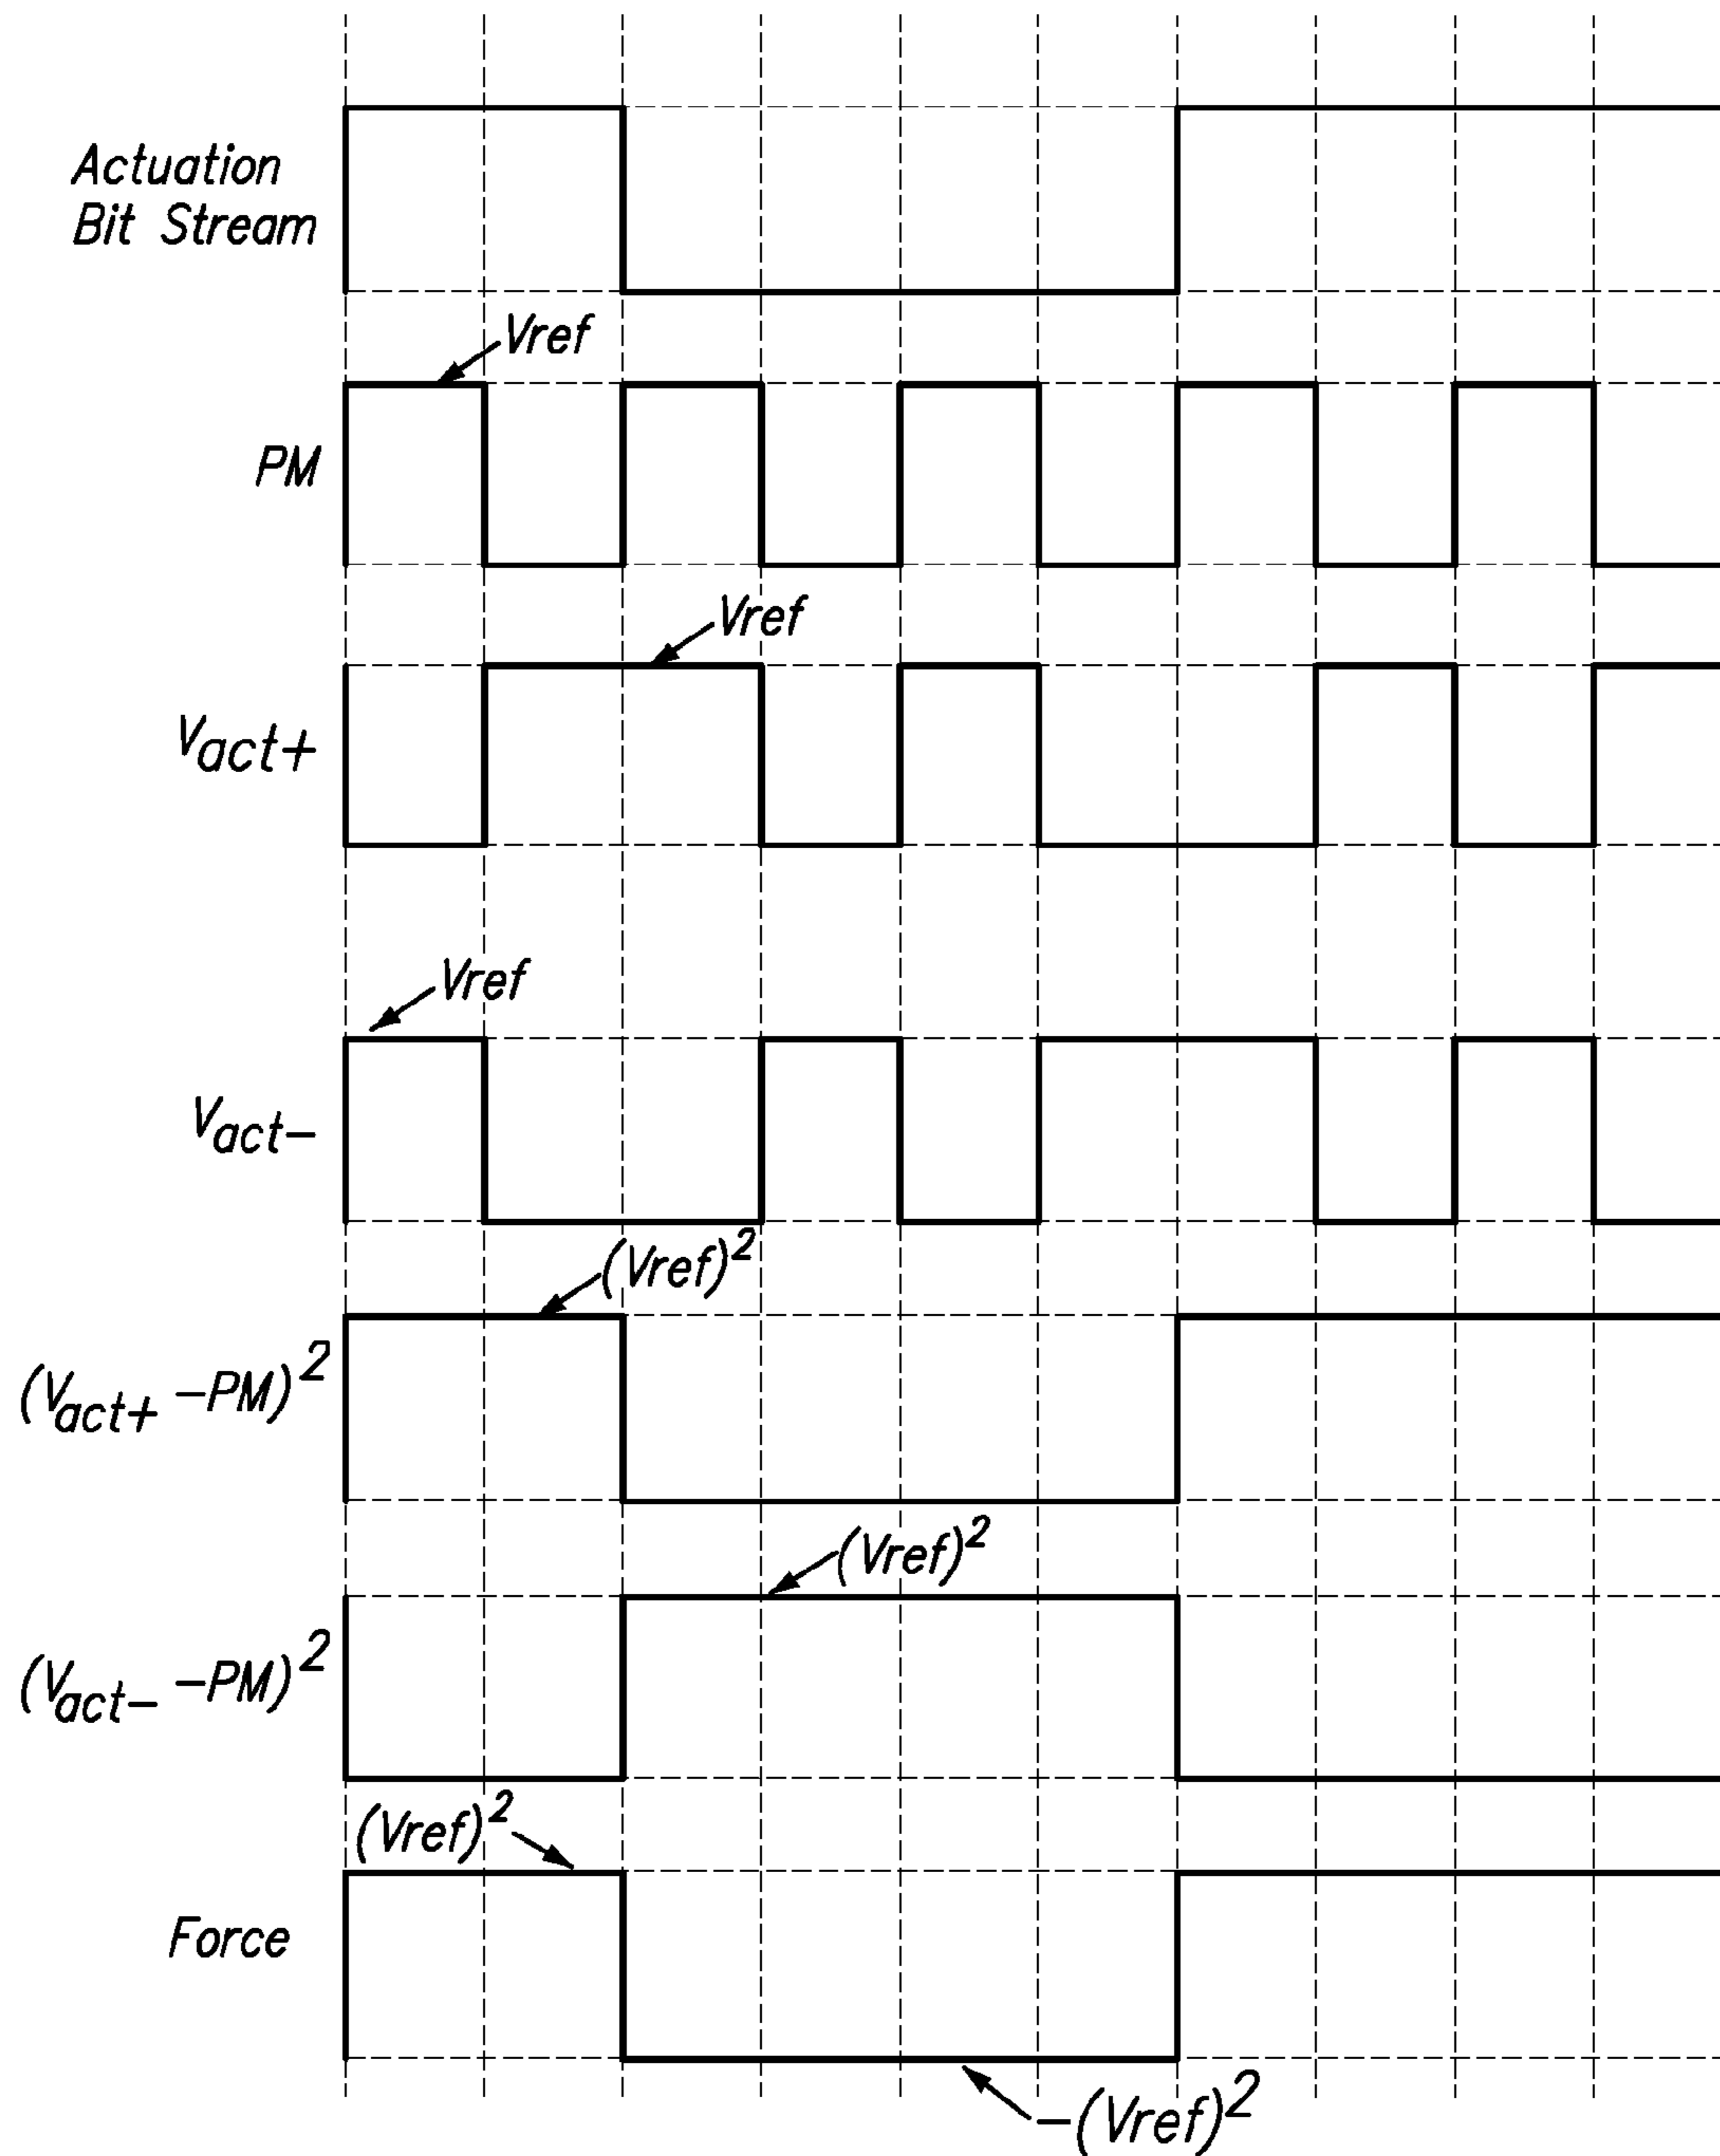 Actuation
Bit Stream
Vref
PM
Vref
Vact+
Vref
Vact-
(Vref)2
(Vact+ -PM)2
(Vref)2
(Vact- -PM)2
(Vref)2
Force
-(Vref)2